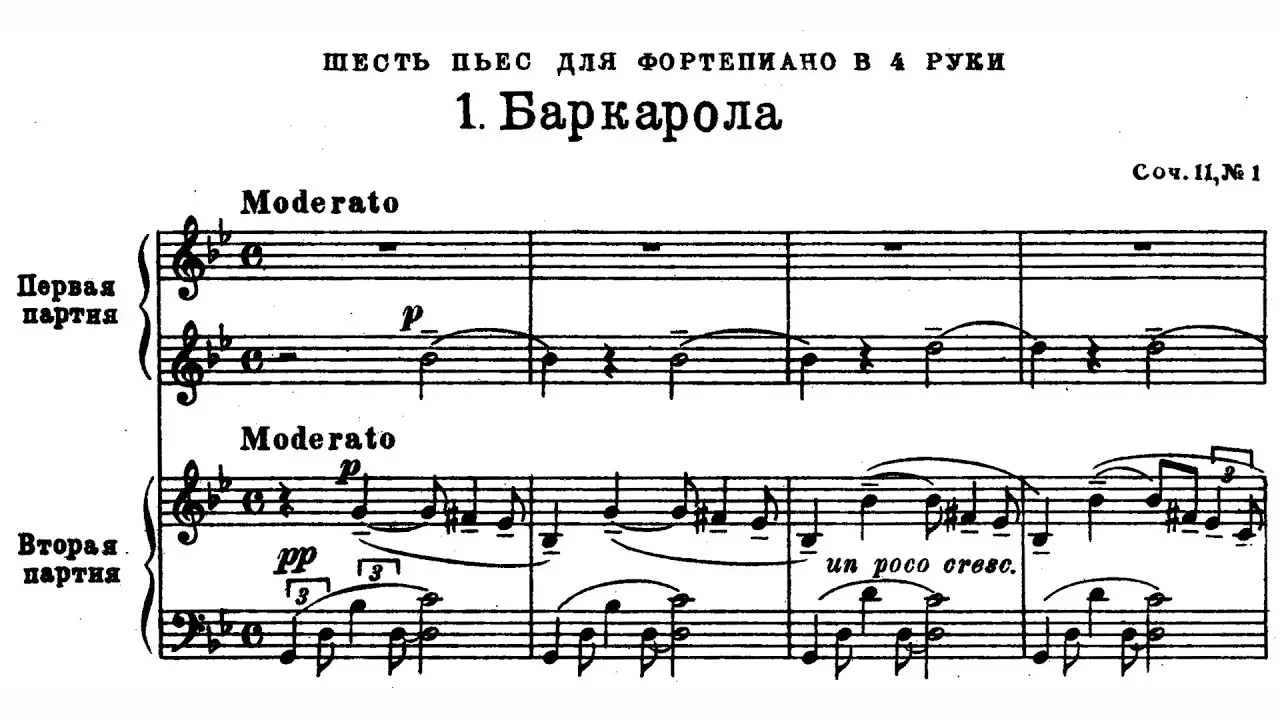 ШЕСТЬ ПЬЕС ДЛЯ ФОРТЕПИАНО В 4 РУКИ
1. Баркарола
Соч. 11, № 1
Moderato
Первая
партия
p
Moderato
p
3
Вторая
партия
pp
un poco cresc.
3
3